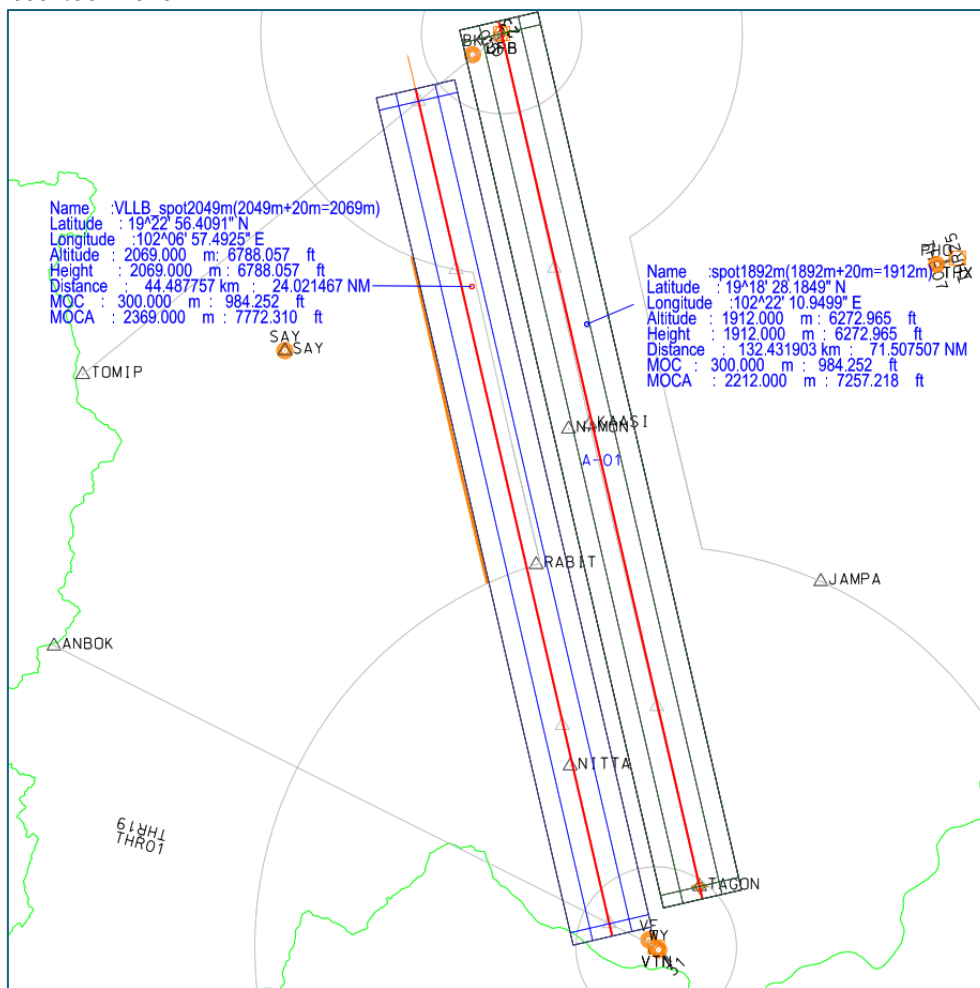 BKB
BPB
Name :VLLB_spot2049m(2049m+20m=2069m)
Latitude : 19^22' 56.4091" N
Longitude :102^06' 57.4925" E
Altitude : 2069.000 m: 6788.057 ft
Height : 2069.000 m: 6788.057 ft
Distance : 44.487757 km : 24.021467 NM
MOC : 300.000 m : 984.252 ft
MOCA : 2369.000 m : 7772.310 ft
PHO
Name :spot1892m(1892m+20m=1912m)
Latitude : 19^18' 28.1849" N
Longitude :102^22' 10.9499" E
Altitude : 1912.000 m : 6272.965 ft
Height : 1912.000 m : 6272.965 ft
Distance : 132.431903 km : 71.507507 NM
MOC : 300.000 m : 984.252 ft
MOCA : 2212.000 m : 7257.218 ft
SAY
SAY
TOMIP
NAMON
KAASI
A-01
RABIT
JAMPA
ANBOK
NITTA
THR19
THR01
TAGON
VTN